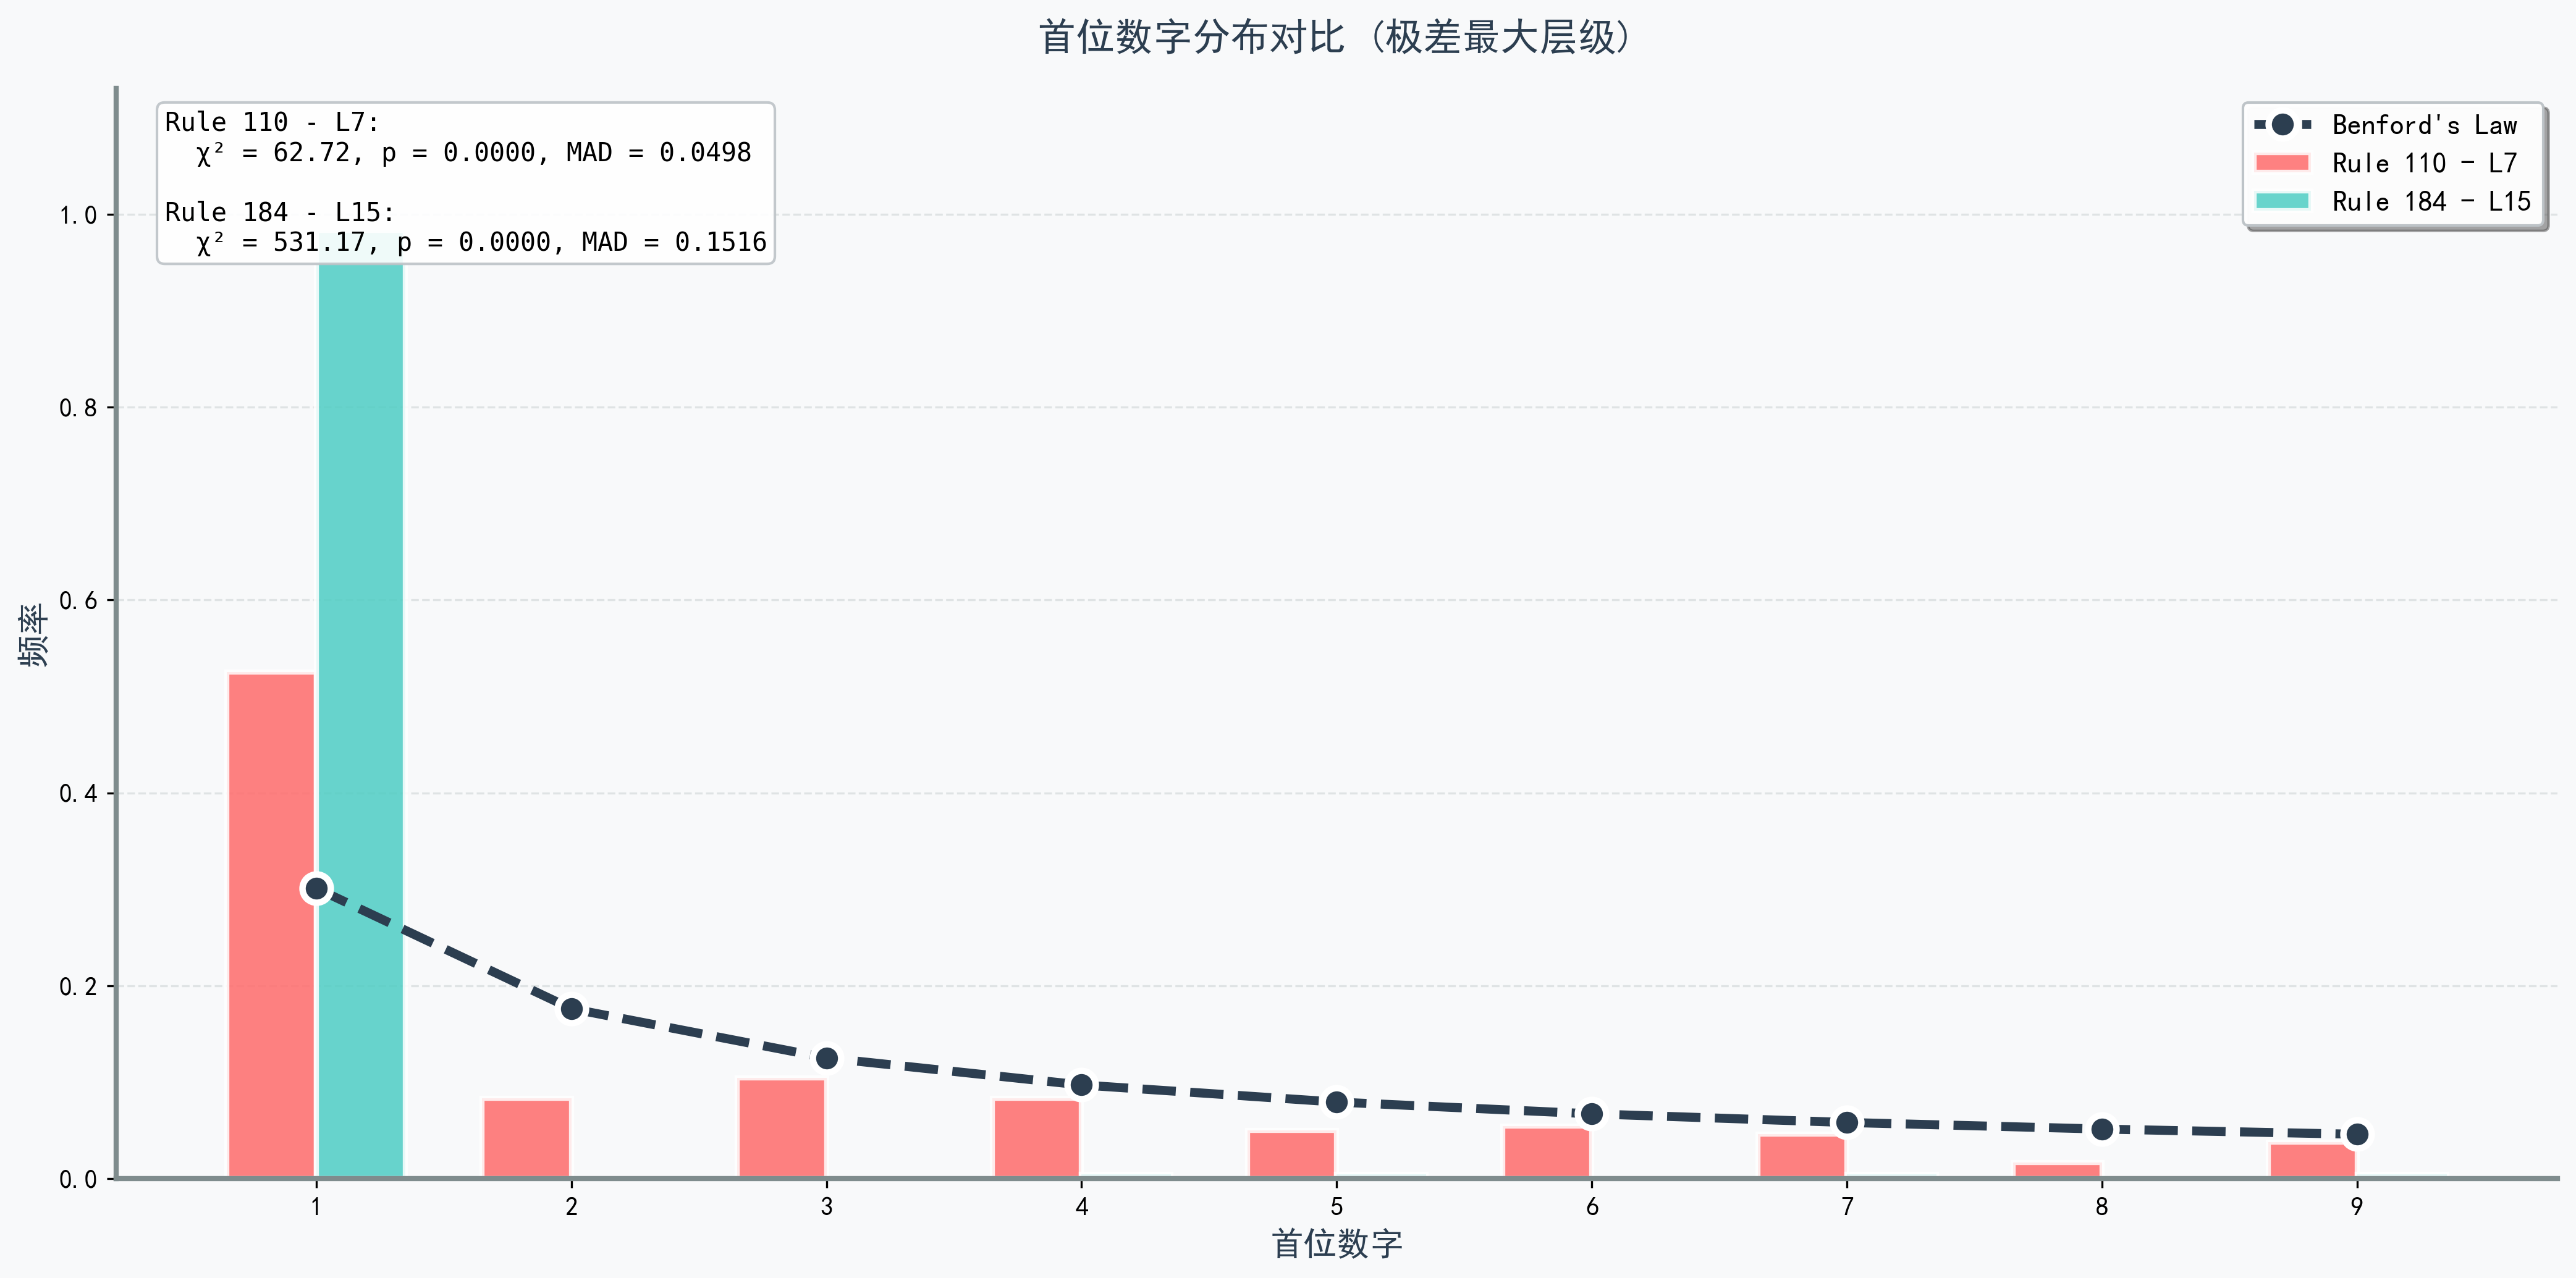 首位数字分布对比 (极差最大层级)
Rule 110 - L7:
χ² = 62.72, p = 0.0000, MAD = 0.0498
Rule 184 - L15:
χ² = 531.17, p = 0.0000, MAD = 0.1516
Benford's Law
Rule 110 - L7
Rule 184 - L15
频率
1.0
0.8
0.6
0.4
0.2
0.0
1 2 3 4 5 6 7 8 9
首位数字